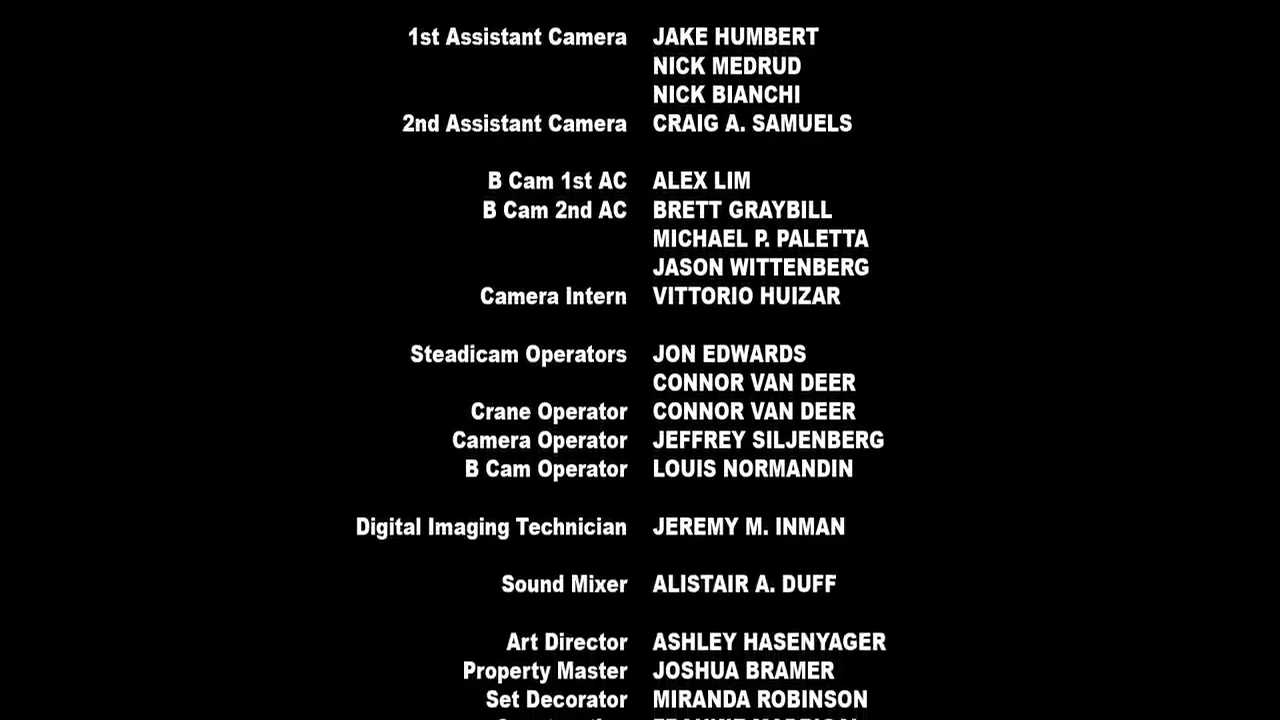 1st Assistant Camera JAKE HUMBERT
NICK MEDRUD
NICK BIANCHI
2nd Assistant Camera CRAIG A. SAMUELS
B Cam 1st AC ALEX LIM
B Cam 2nd AC BRETT GRAYBILL
MICHAEL P. PALETTA
JASON WITTENBERG
Camera Intern VITTORIO HUIZAR
Steadicam Operators JON EDWARDS
CONNOR VAN DEER
Crane Operator CONNOR VAN DEER
Camera Operator JEFFREY SILJENBERG
B Cam Operator LOUIS NORMANDIN
Digital Imaging Technician JEREMY M. INMAN
Sound Mixer ALISTAIR A. DUFF
Art Director ASHLEY HASENYAGER
Property Master JOSHUA BRAMER
Set Decorator MIRANDA ROBINSON